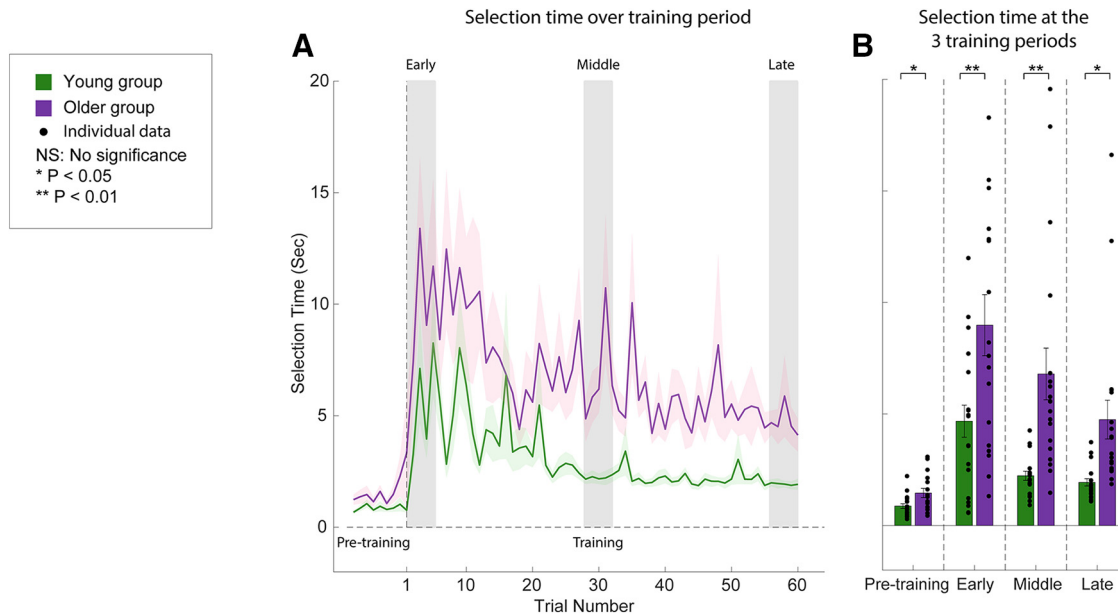 Young group
Older group
Individual data
NS: No significance
* P < 0.05
** P < 0.01
Selection time over training period
A
Early
Middle
Late
20
15
10
5
0
Selection Time (Sec)
Pre-training
Training
1
10
20
30
40
50
60
Trial Number
Selection time at the
3 training periods
B
*
**
**
*
Pre-training
Early
Middle
Late